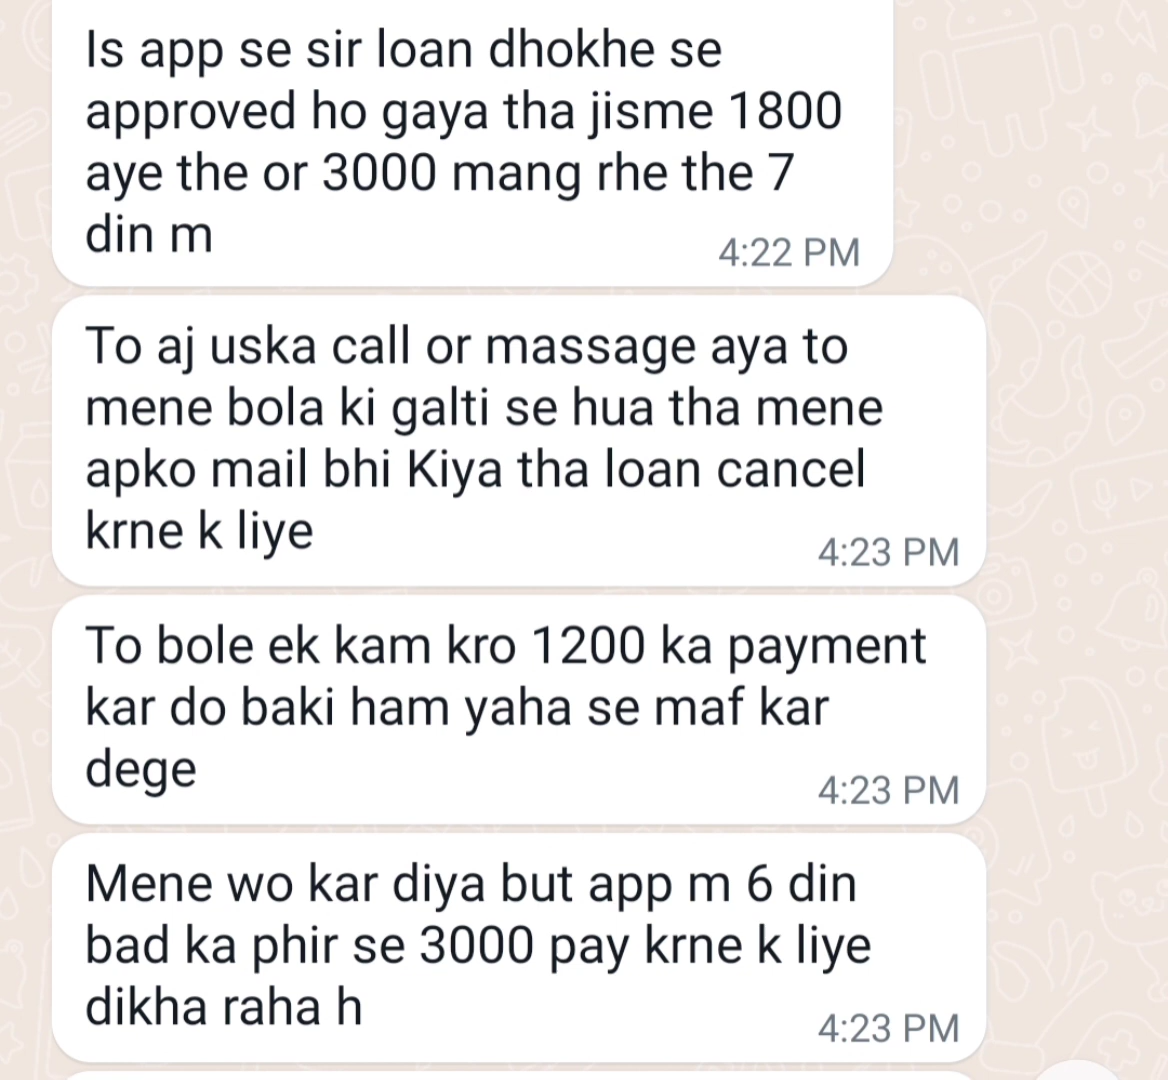 Is app se sir loan dhokhe se
approved ho gaya tha jisme 1800
aye the or 3000 mang rhe the 7
din m
4:22 PM
To aj uska call or massage aya to
mene bola ki galti se hua tha mene
apko mail bhi Kiya tha loan cancel
krne k liye
4:23 PM
To bole ek kam kro 1200 ka payment
kar do baki ham yaha se maf kar
dege
4:23 PM
Mene wo kar diya but app m 6 din
bad ka phir se 3000 pay krne k liye
dikha raha h
4:23 PM